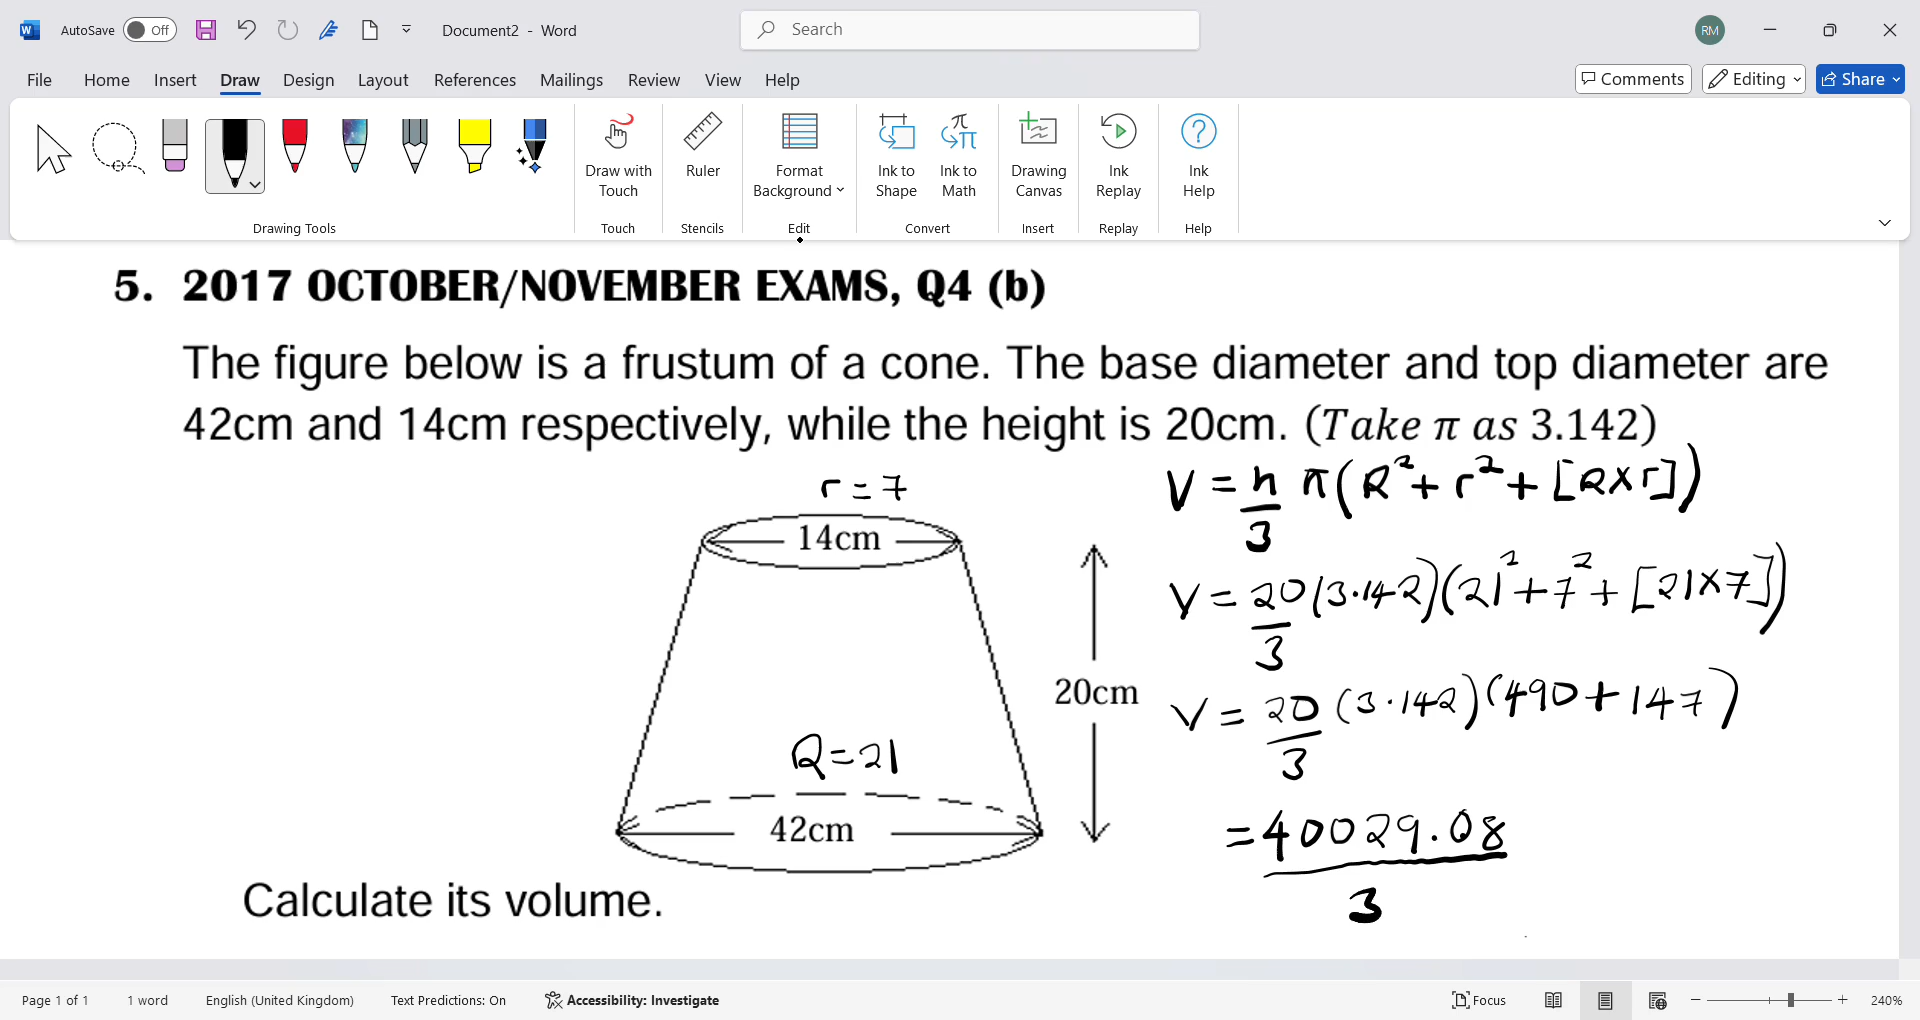 AutoSave Off Document2 - Word Search RM
File Home Insert Draw Design Layout References Mailings Review View Help Comments Editing Share
Draw with Touch
Ruler
Format Background
Ink to Shape
Ink to Math
Drawing Canvas
Ink Replay
Ink Help
Drawing Tools Touch Stencils Edit Convert Insert Replay Help
5. 2017 OCTOBER/NOVEMBER EXAMS, Q4 (b)
The figure below is a frustum of a cone. The base diameter and top diameter are
42cm and 14cm respectively, while the height is 20cm. (Take π as 3.142)
r = 7
14cm
20cm
R = 21
42cm
V = h/3 π(R² + r² + [R×r])
V = 20/3 (3.142)(21² + 7² + [21×7])
V = 20/3 (3.142)(490 + 147)
= 40029.08/3
Calculate its volume.
Page 1 of 1 1 word English (United Kingdom) Text Predictions: On Accessibility: Investigate Focus 240%